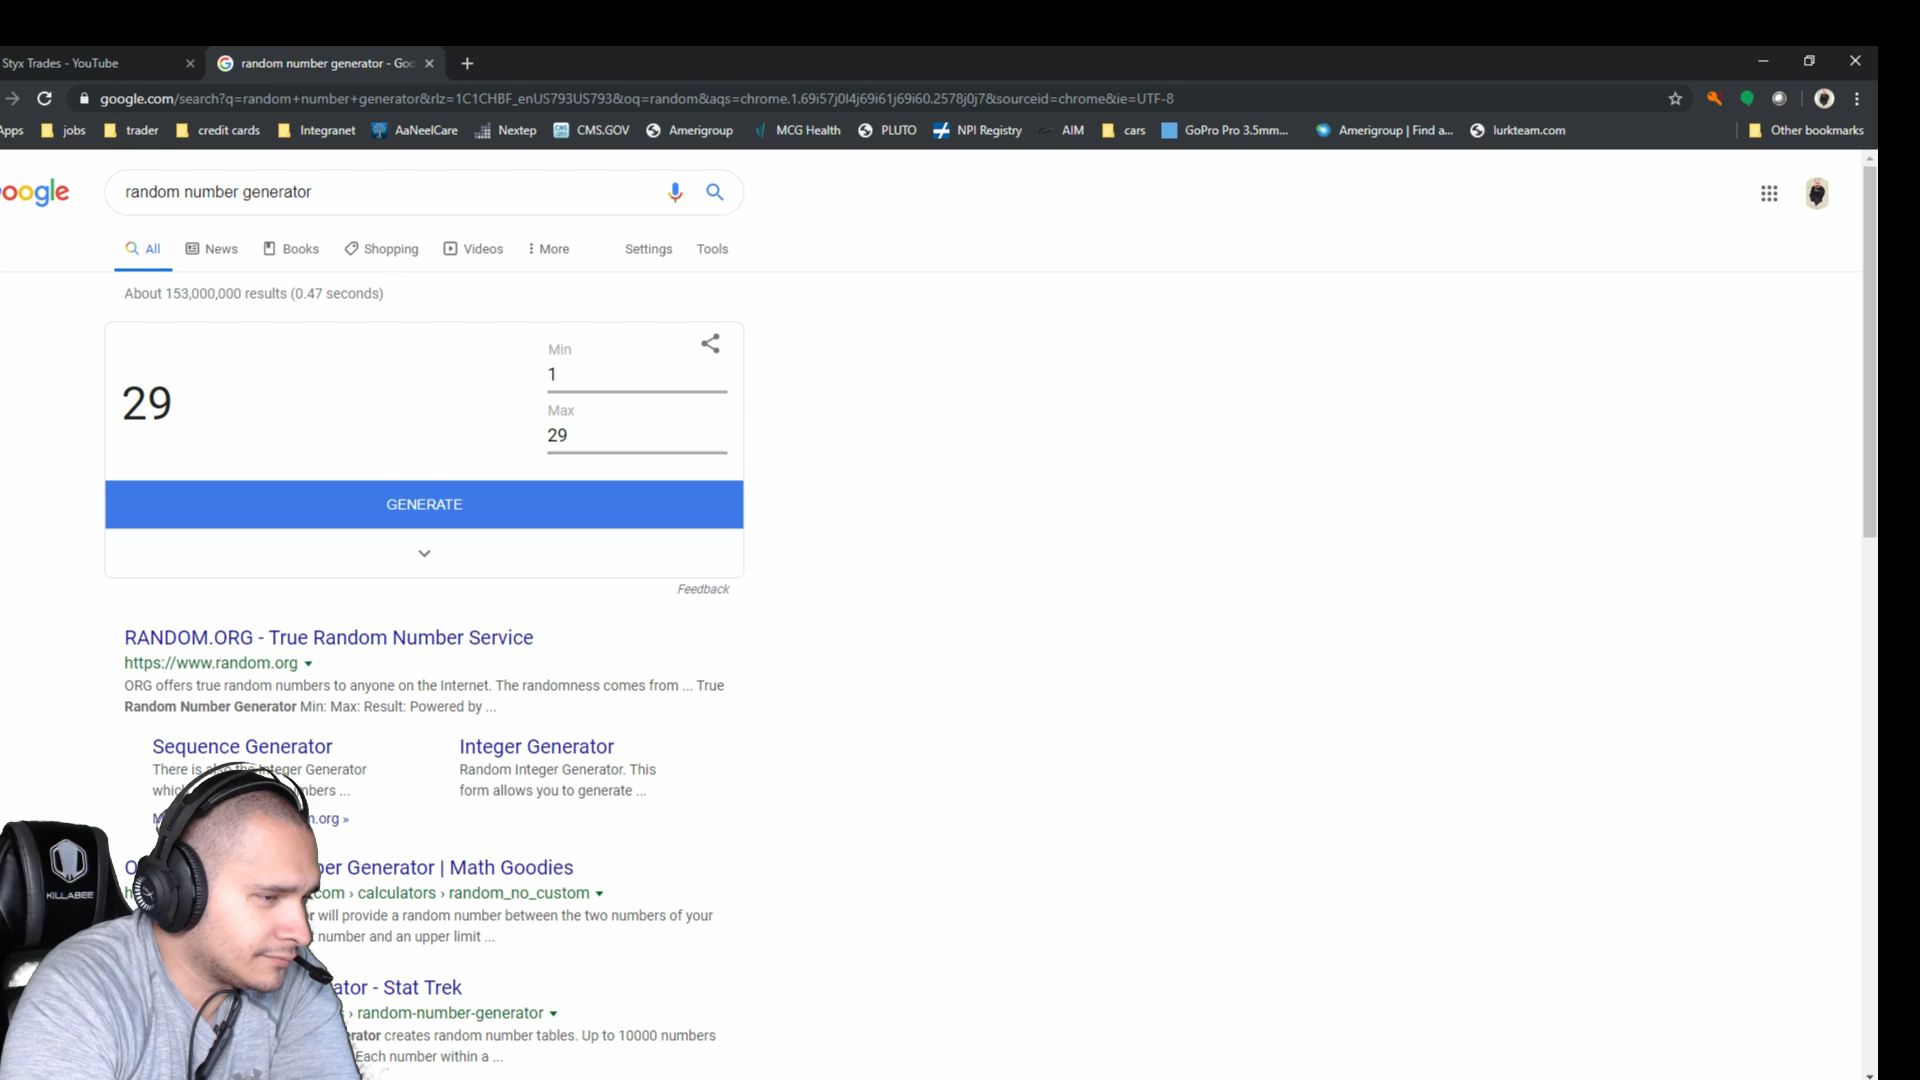 Styx Trades - YouTube
random number generator - Goo
google.com/search?q=random+number+generator&rlz=1C1CHBF_enUS793US793&oq=random&aqs=chrome.1.69i57j0l4j69i61j69i60.2578j0j7&sourceid=chrome&ie=UTF-8
Apps jobs trader credit cards Integranet AaNeelCare Nextep CMS.GOV Amerigroup MCG Health PLUTO NPI Registry AIM cars GoPro Pro 3.5mm... Amerigroup | Find a... lurkteam.com Other bookmarks
oogle random number generator
All News Books Shopping Videos More Settings Tools
About 153,000,000 results (0.47 seconds)
Min
1
29
Max
29
GENERATE
Feedback
RANDOM.ORG - True Random Number Service
https://www.random.org
ORG offers true random numbers to anyone on the Internet. The randomness comes from ... True
Random Number Generator Min: Max: Result: Powered by ...
Sequence Generator
There is also the Integer Generator
which mbers ...
Integer Generator
Random Integer Generator. This
form allows you to generate ...
m.org »
ber Generator | Math Goodies
.com › calculators › random_no_custom
r will provide a random number between the two numbers of your
number and an upper limit ...
ator - Stat Trek
› random-number-generator
rator creates random number tables. Up to 10000 numbers
Each number within a ...
KILLABEE